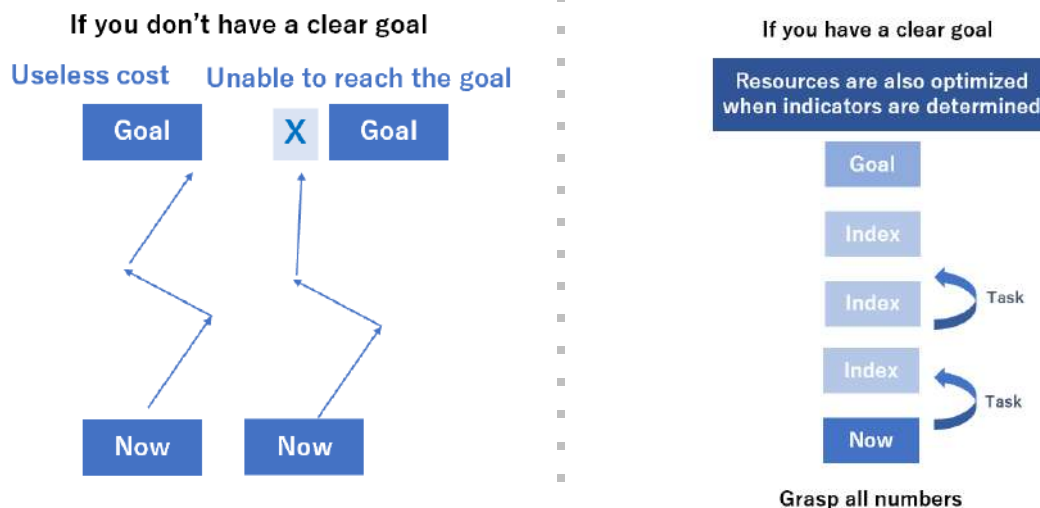 If you don't have a clear goal
Useless cost
Unable to reach the goal
Goal
X
Goal
Now
Now
If you have a clear goal
Resources are also optimized
when indicators are determined
Goal
Index
Index
Task
Index
Task
Now
Grasp all numbers